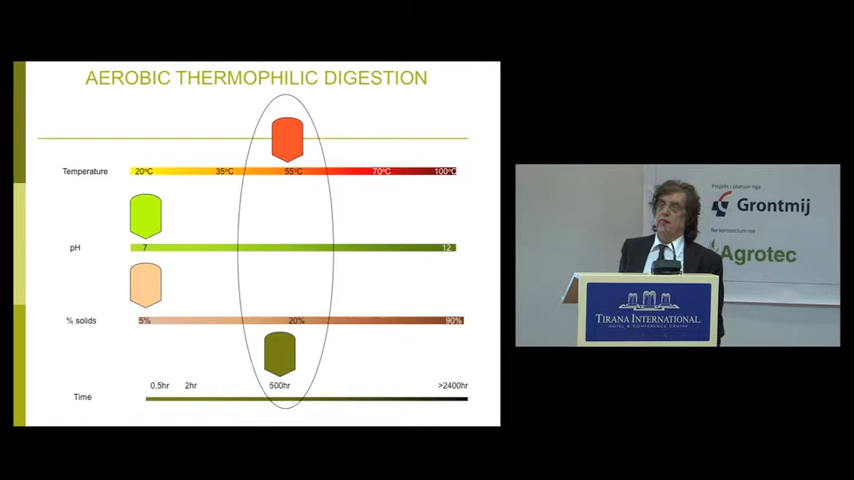 AEROBIC THERMOPHILIC DIGESTION
Temperature 20°C 35°C 55°C 70°C 100°C
pH 7 12
% solids 5% 20% 90%
Time 0,5hr 2hr 500hr >2400hr
Projekt i zbatuar nga
Grontmij
Ne konsorcium me
Agrotec
TIRANA INTERNATIONAL
HOTEL & CONFERENCE CENTRE